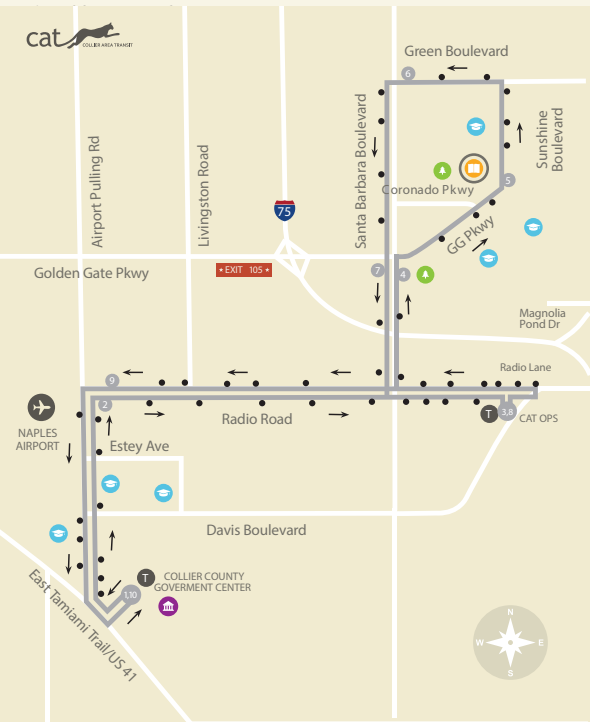 cat
COLLIER AREA TRANSIT
Green Boulevard
6
Santa Barbara Boulevard
Sunshine
Boulevard
Airport Pulling Rd
Livingston Road
Coronado Pkwy
5
75
GG Pkwy
Golden Gate Pkwy
EXIT 105
7
4
Magnolia
Pond Dr
Radio Lane
9
2
Radio Road
T
3,8
CAT OPS
NAPLES
AIRPORT
Estey Ave
Davis Boulevard
East Tamiami Trail/US 41
T
COLLIER COUNTY
GOVERMENT CENTER
1,10
N
W
E
S